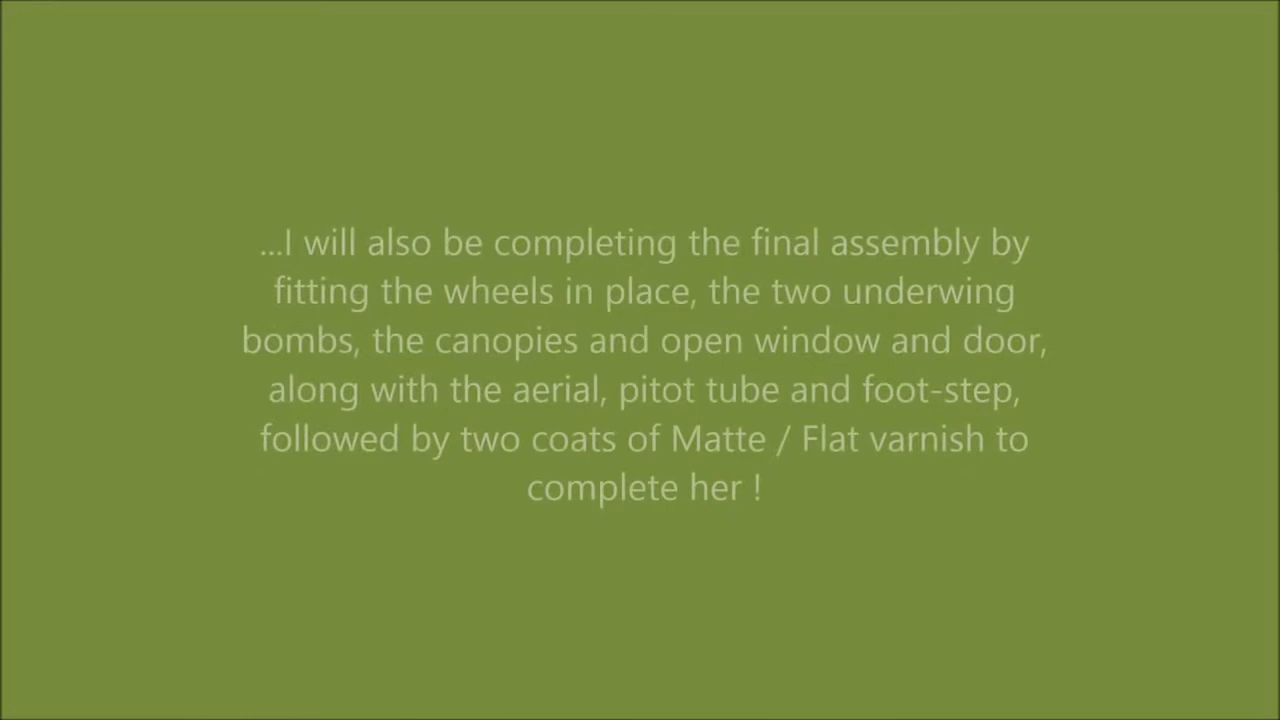 ...I will also be completing the final assembly by
fitting the wheels in place, the two underwing
bombs, the canopies and open window and door,
along with the aerial, pitot tube and foot-step,
followed by two coats of Matte / Flat varnish to
complete her !